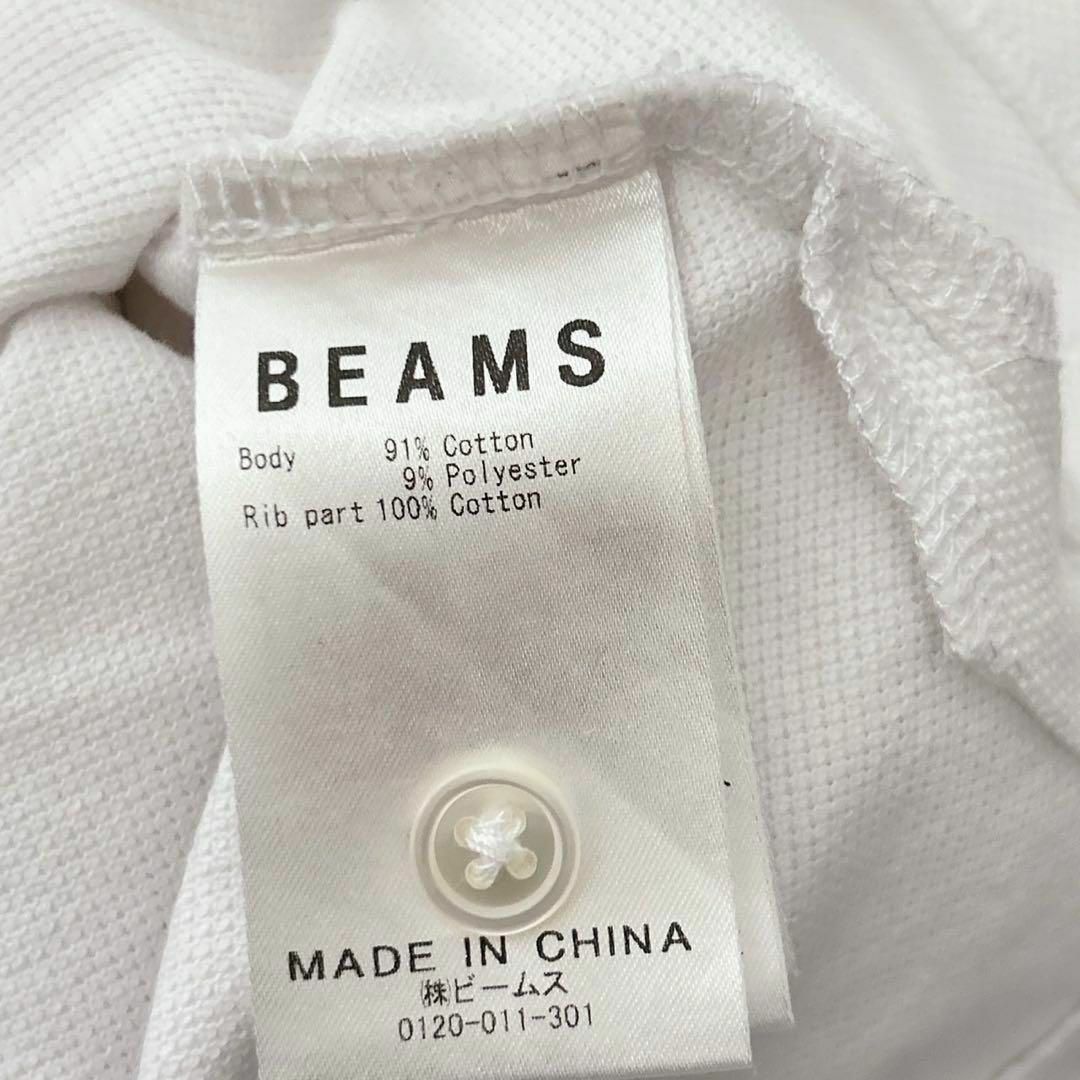 BEAMS
Body 91% Cotton
9% Polyester
Rib part 100% Cotton
MADE IN CHINA
㈱ビームス
0120-011-301